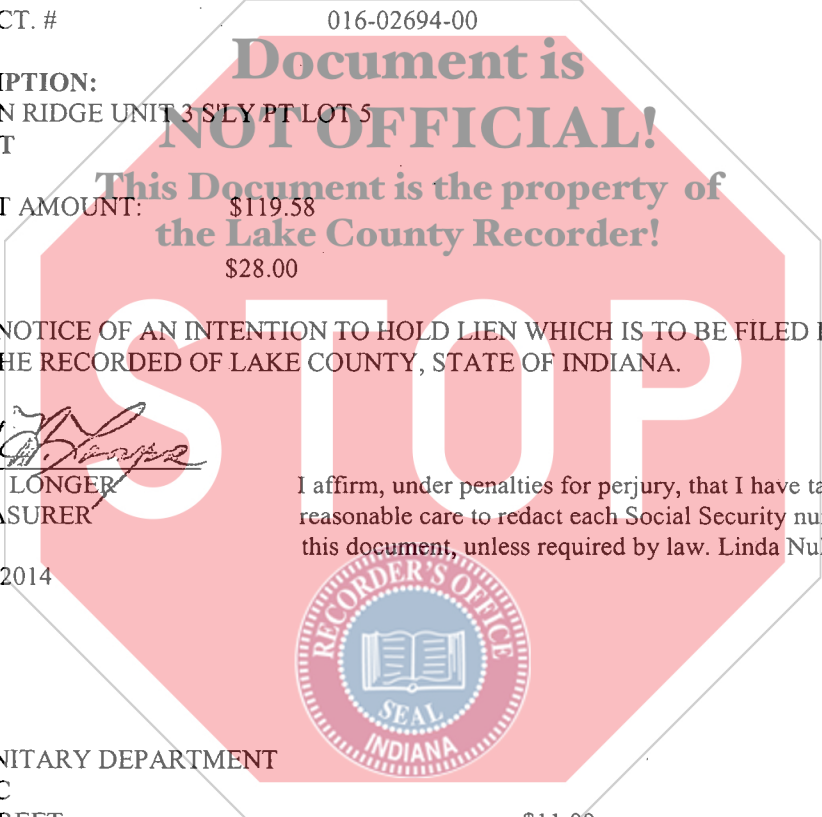 CT. # 016-02694-00
Document is
IPTION:
N RIDGE UNIT 3 S'LY PT LOT 5
NOT OFFICIAL!
T
This Document is the property of
T AMOUNT: $119.58
the Lake County Recorder!
$28.00
STOP
NOTICE OF AN INTENTION TO HOLD LIEN WHICH IS TO BE FILED
HE RECORDED OF LAKE COUNTY, STATE OF INDIANA.
LONGER
I affirm, under penalties for perjury, that I have ta
ASURER
reasonable care to redact each Social Security nu
this document, unless required by law. Linda Nu
2014
RECORDER'S OFFICE
SEAL
INDIANA
NITARY DEPARTMENT
C
REET $11.00